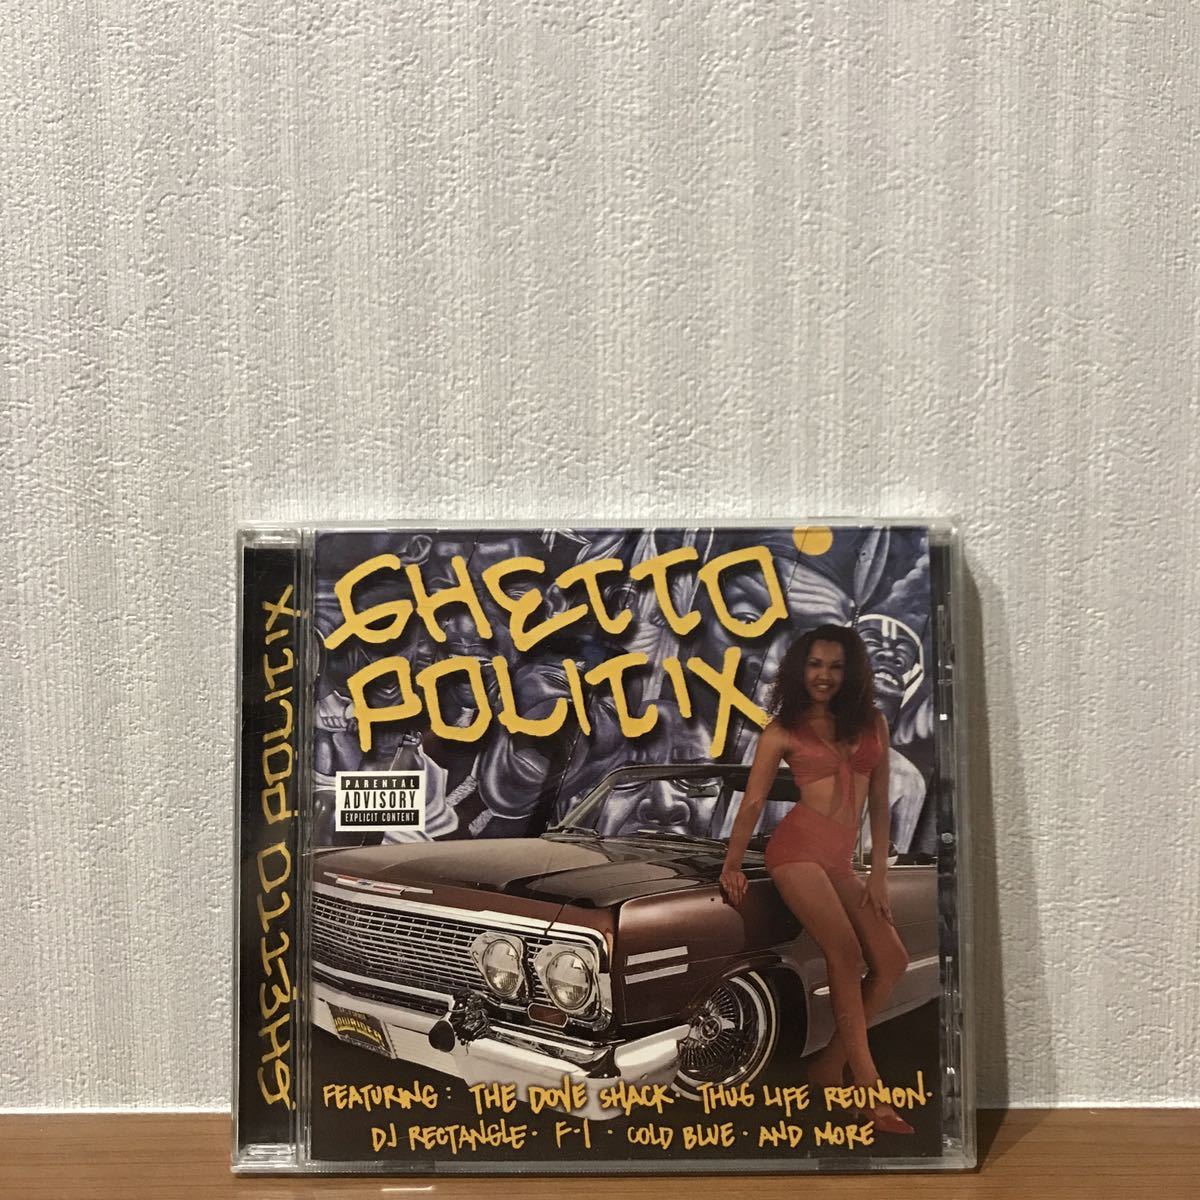 GHETTO POLITIX
GHETTO
POLITIX
PARENTAL
ADVISORY
EXPLICIT CONTENT
LOWRIDER
FEATURING: THE DOVE SHACK · THUG LIFE REUNION ·
DJ RECTANGLE · F-1 · COLD BLUE · AND MORE